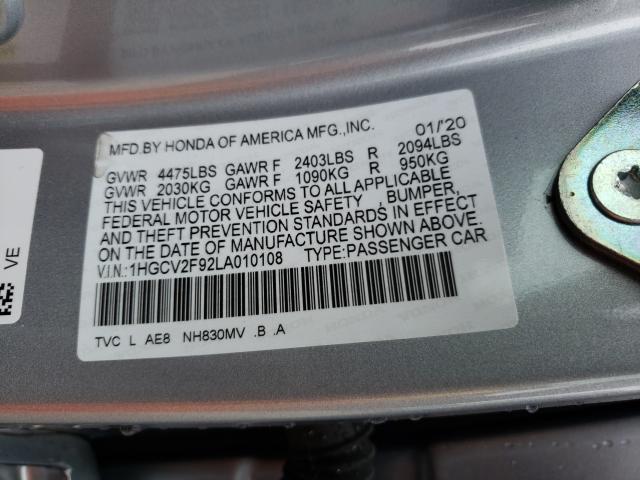 MFD.BY HONDA OF AMERICA MFG.,INC. 01/'20
GVWR 4475LBS GAWR F 2403LBS R 2094LBS
GVWR 2030KG GAWR F 1090KG R 950KG
THIS VEHICLE CONFORMS TO ALL APPLICABLE
FEDERAL MOTOR VEHICLE SAFETY , BUMPER,
AND THEFT PREVENTION STANDARDS IN EFFECT
ON THE DATE OF MANUFACTURE SHOWN ABOVE.
V.I.N.:1HGCV2F92LA010108 TYPE:PASSENGER CAR
TVC L AE8 NH830MV .B .A
VE